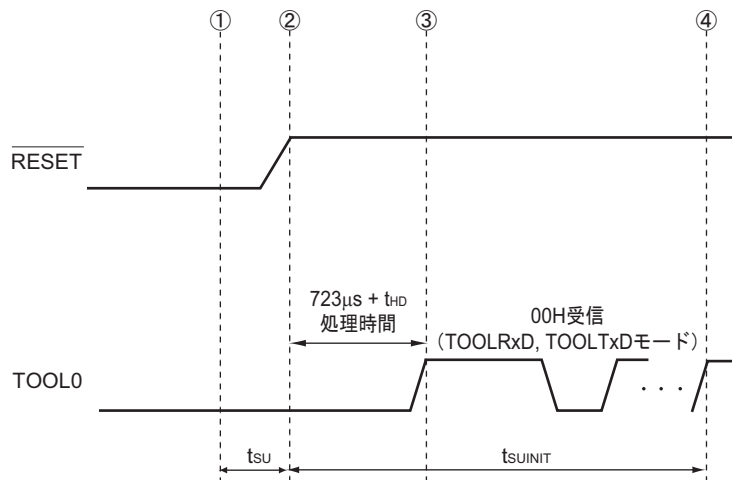 ① ② ③ ④
RESET
723μs + tHD
処理時間
00H受信
（TOOLRxD, TOOLTxDモード）
TOOL0
・・・
tSU
tSUINIT